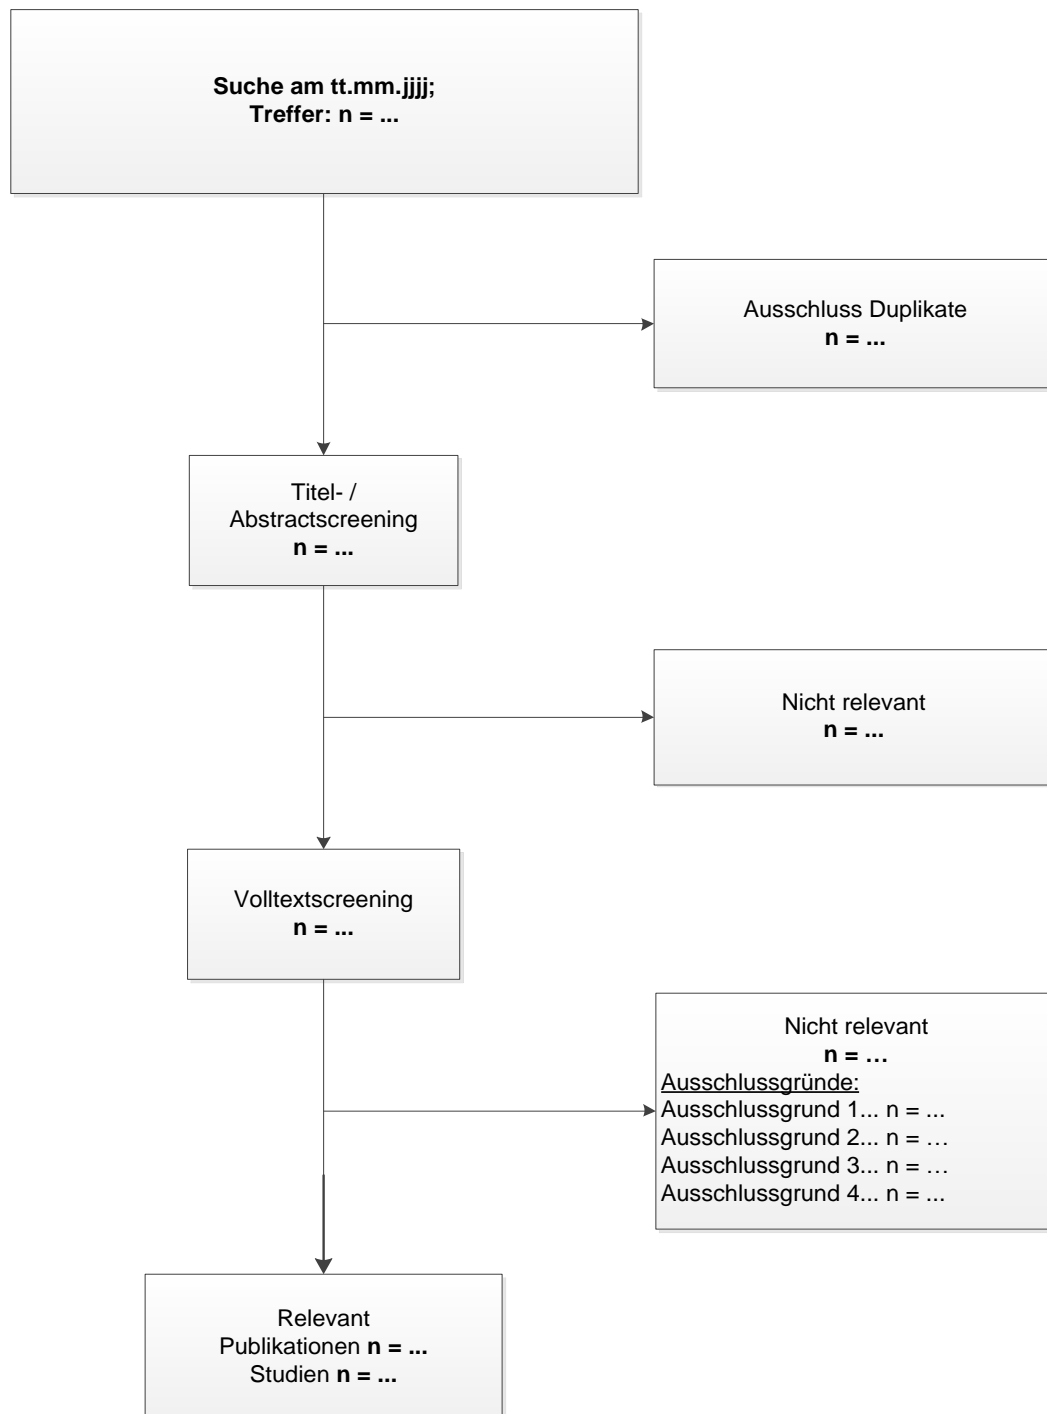 Suche am tt.mm.jjjj;
Treffer: n = ...
Ausschluss Duplikate
n = ...
Titel- /
Abstractscreening
n = ...
Nicht relevant
n = ...
Volltextscreening
n = ...
Nicht relevant
n = …
Ausschlussgründe:
Ausschlussgrund 1... n = ...
Ausschlussgrund 2... n = …
Ausschlussgrund 3... n = …
Ausschlussgrund 4... n = ...
Relevant
Publikationen n = ...
Studien n = ...